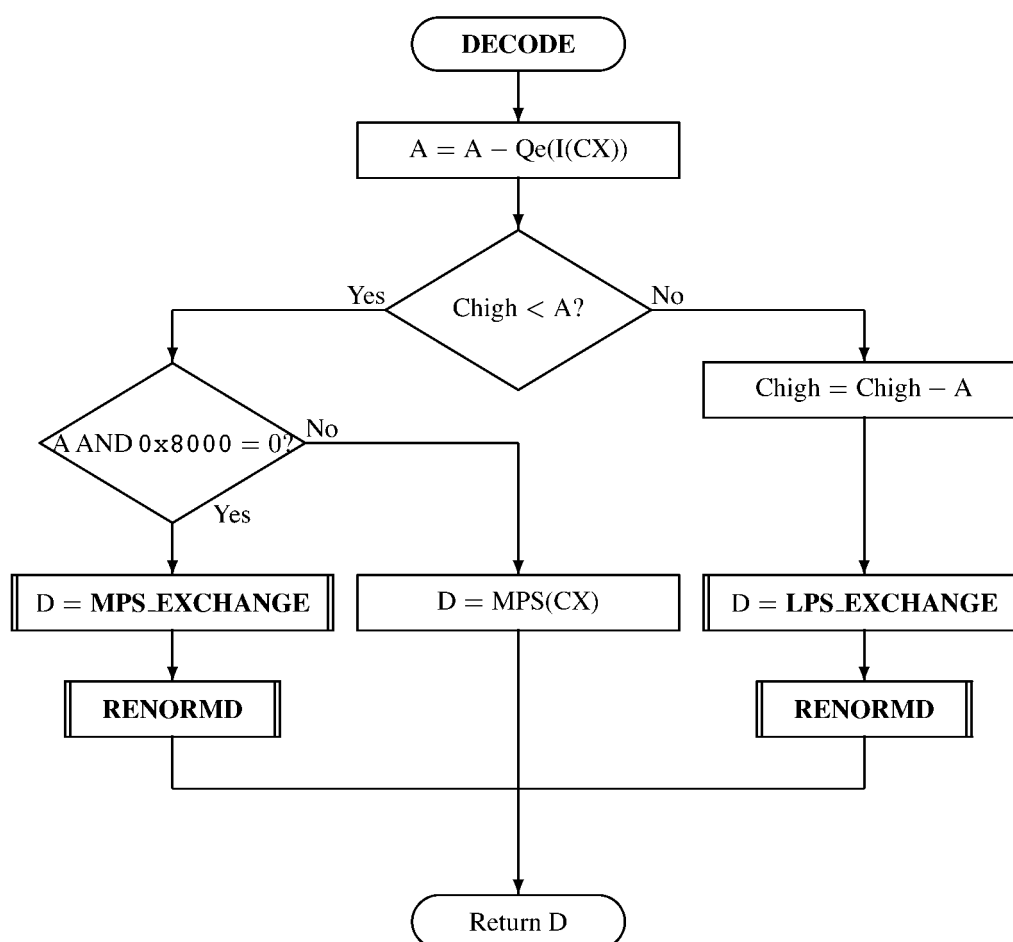 DECODE
A = A − Qe(I(CX))
Chigh < A?
Yes
No
Chigh = Chigh − A
A AND 0x8000 = 0?
No
Yes
D = MPS_EXCHANGE
D = MPS(CX)
D = LPS_EXCHANGE
RENORMD
RENORMD
Return D